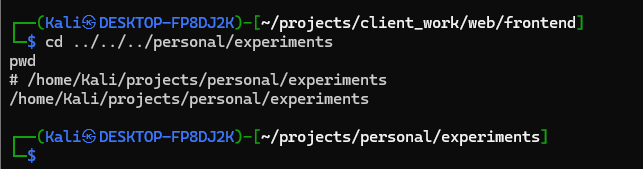 ┌──(Kali㉿DESKTOP-FP8DJ2K)-[~/projects/client_work/web/frontend]
└─$ cd ../../../personal/experiments
pwd
# /home/Kali/projects/personal/experiments
/home/Kali/projects/personal/experiments
┌──(Kali㉿DESKTOP-FP8DJ2K)-[~/projects/personal/experiments]
└─$